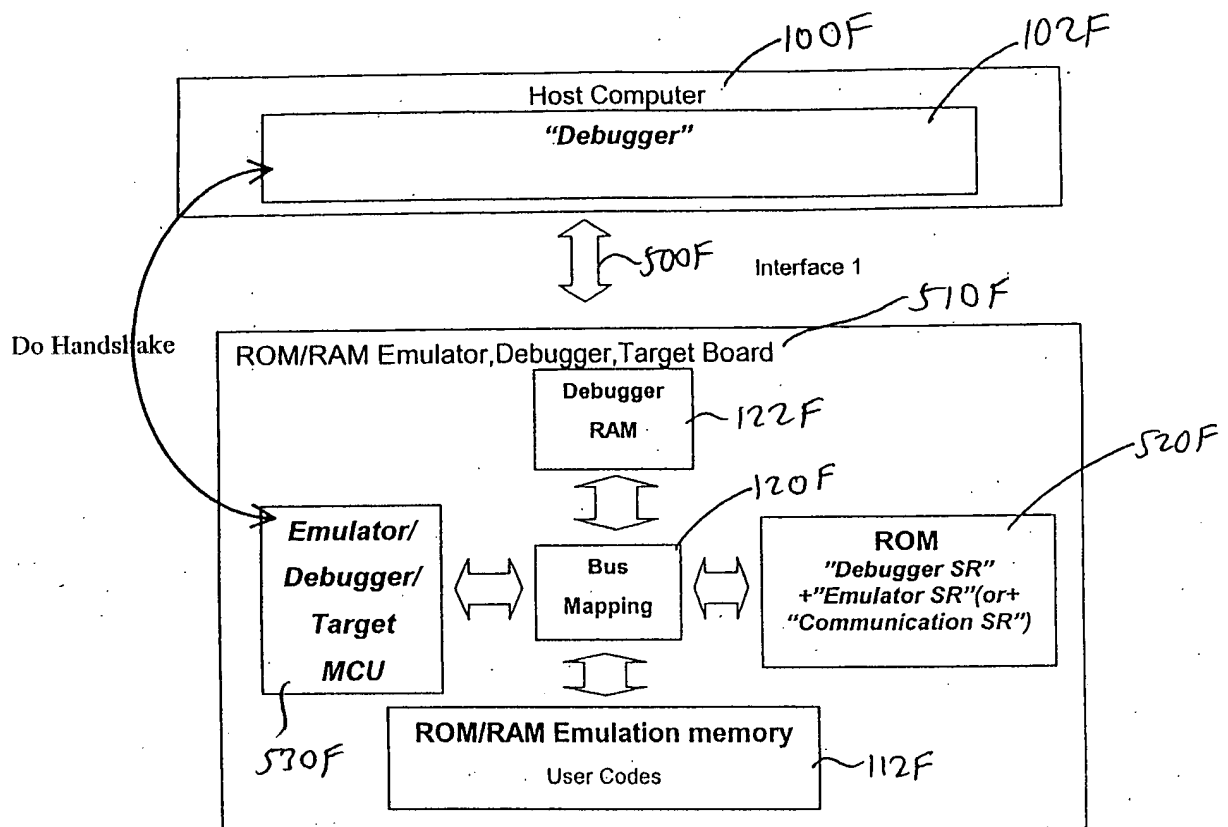 100F
102F
Host Computer
"Debugger"
500F
Interface 1
510F
Do Handshake
ROM/RAM Emulator,Debugger,Target Board
Debugger
RAM
122F
520F
120F
Emulator/
Debugger/
Target
MCU
Bus
Mapping
ROM
"Debugger SR"
+"Emulator SR"(or+
"Communication SR")
530F
ROM/RAM Emulation memory
User Codes
112F